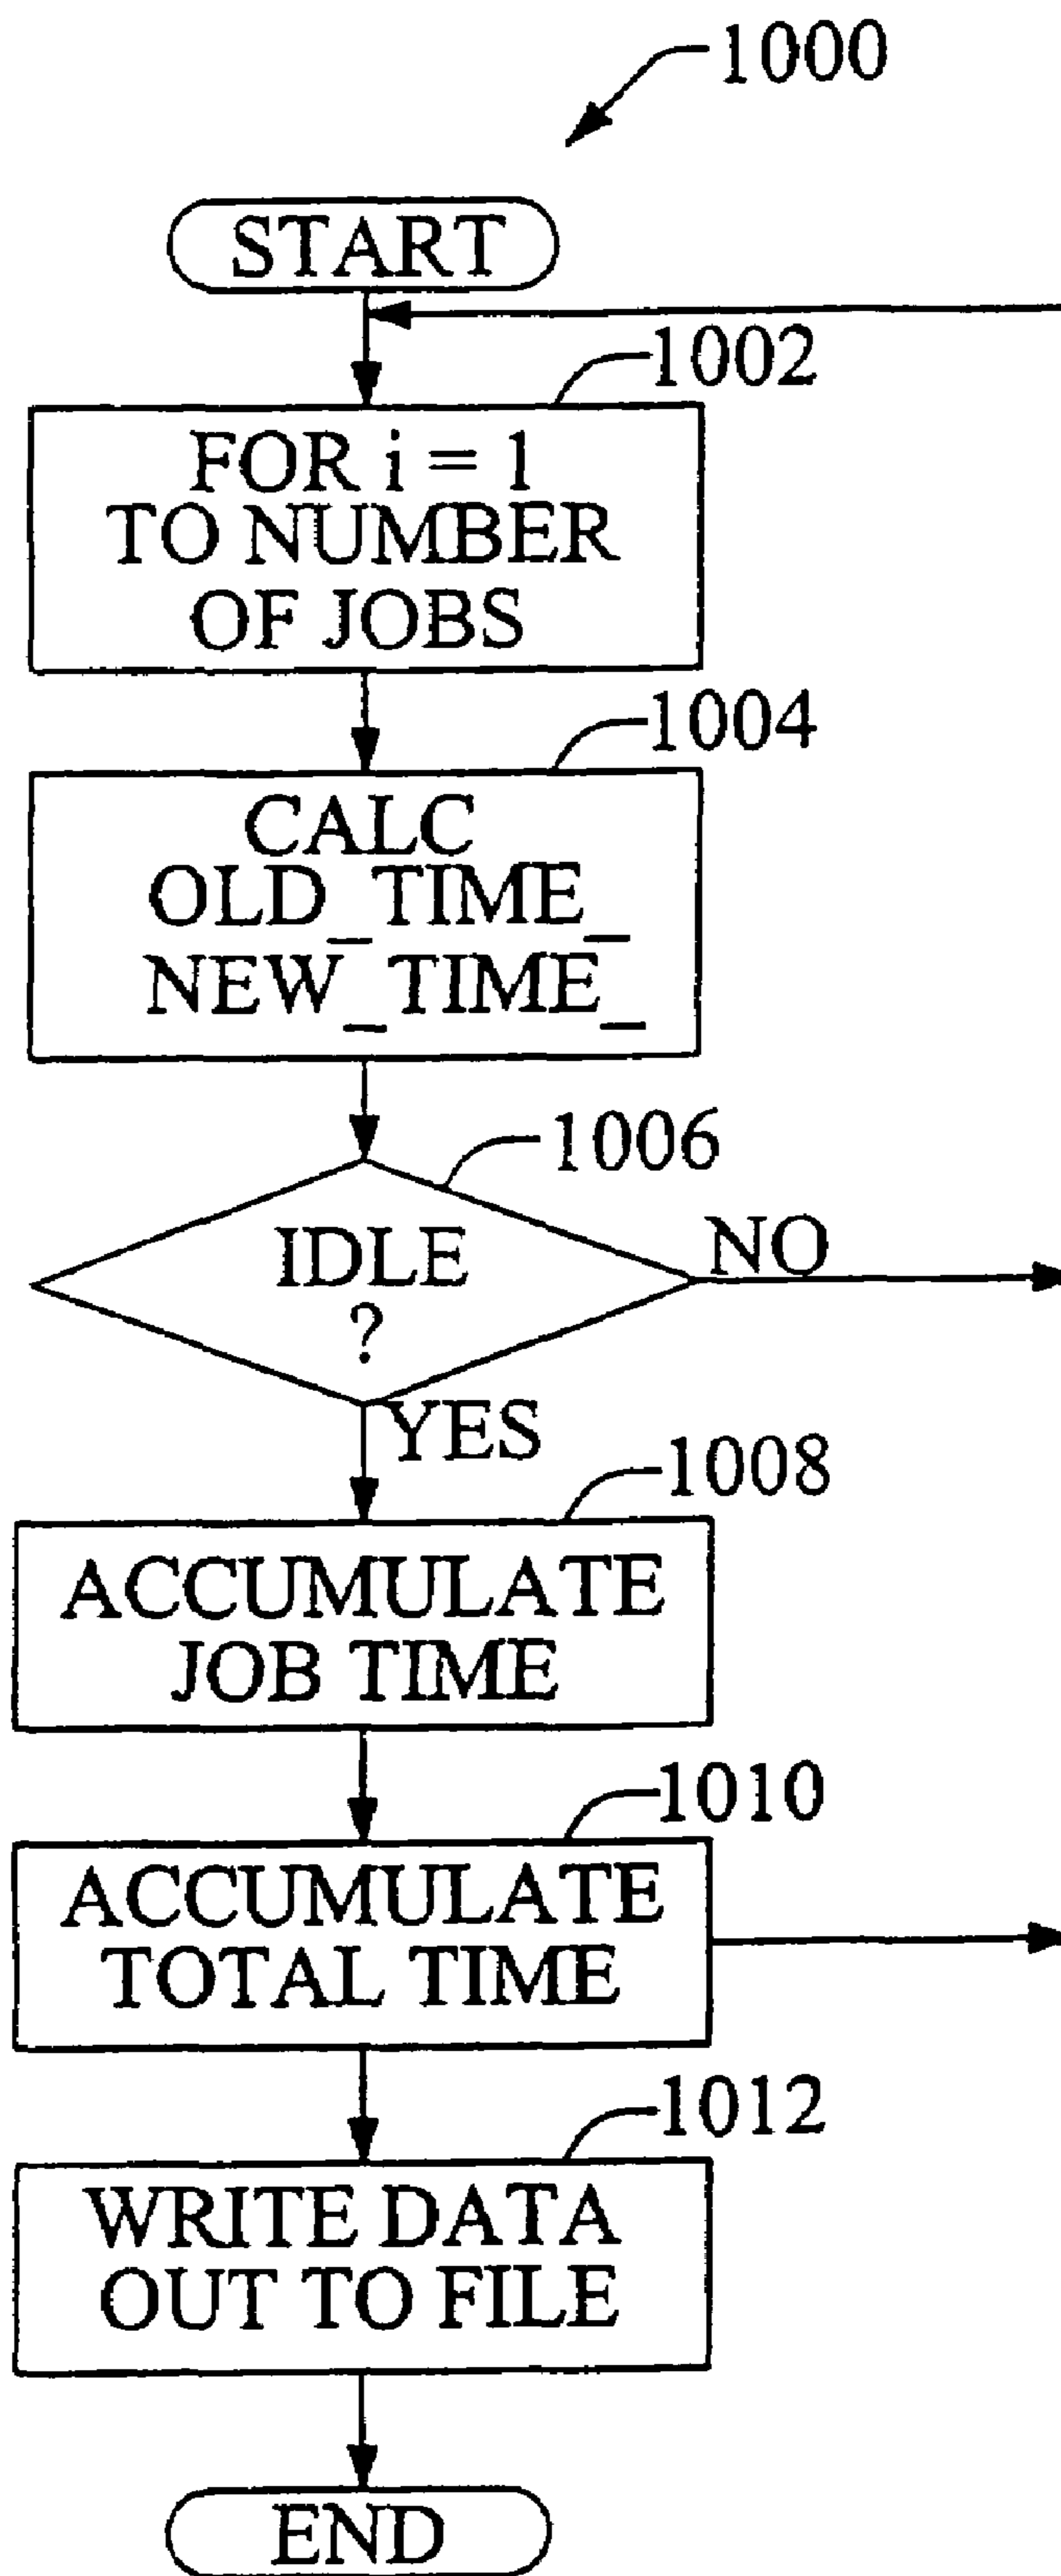 1000
START
1002
FOR i = 1
TO NUMBER
OF JOBS
1004
CALC
OLD_TIME_
NEW_TIME_
1006
IDLE
?
NO
YES
1008
ACCUMULATE
JOB TIME
1010
ACCUMULATE
TOTAL TIME
1012
WRITE DATA
OUT TO FILE
END